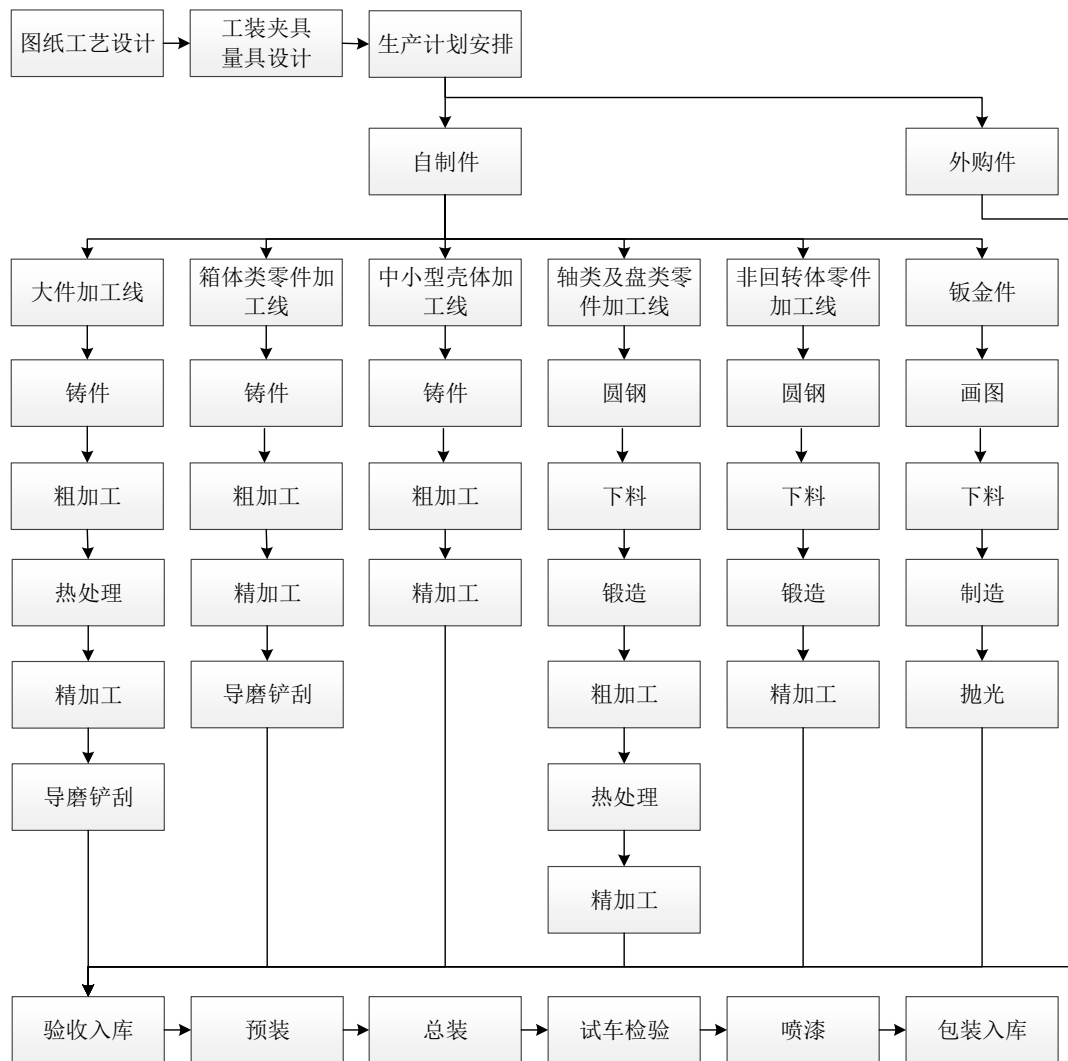 图纸工艺设计
工装夹具
量具设计
生产计划安排
自制件
外购件
大件加工线
箱体类零件加
工线
中小型壳体加
工线
轴类及盘类零
件加工线
非回转体零件
加工线
钣金件
铸件
铸件
铸件
圆钢
圆钢
画图
粗加工
粗加工
粗加工
下料
下料
下料
热处理
精加工
精加工
锻造
锻造
制造
精加工
导磨铲刮
粗加工
精加工
抛光
导磨铲刮
热处理
精加工
验收入库
预装
总装
试车检验
喷漆
包装入库